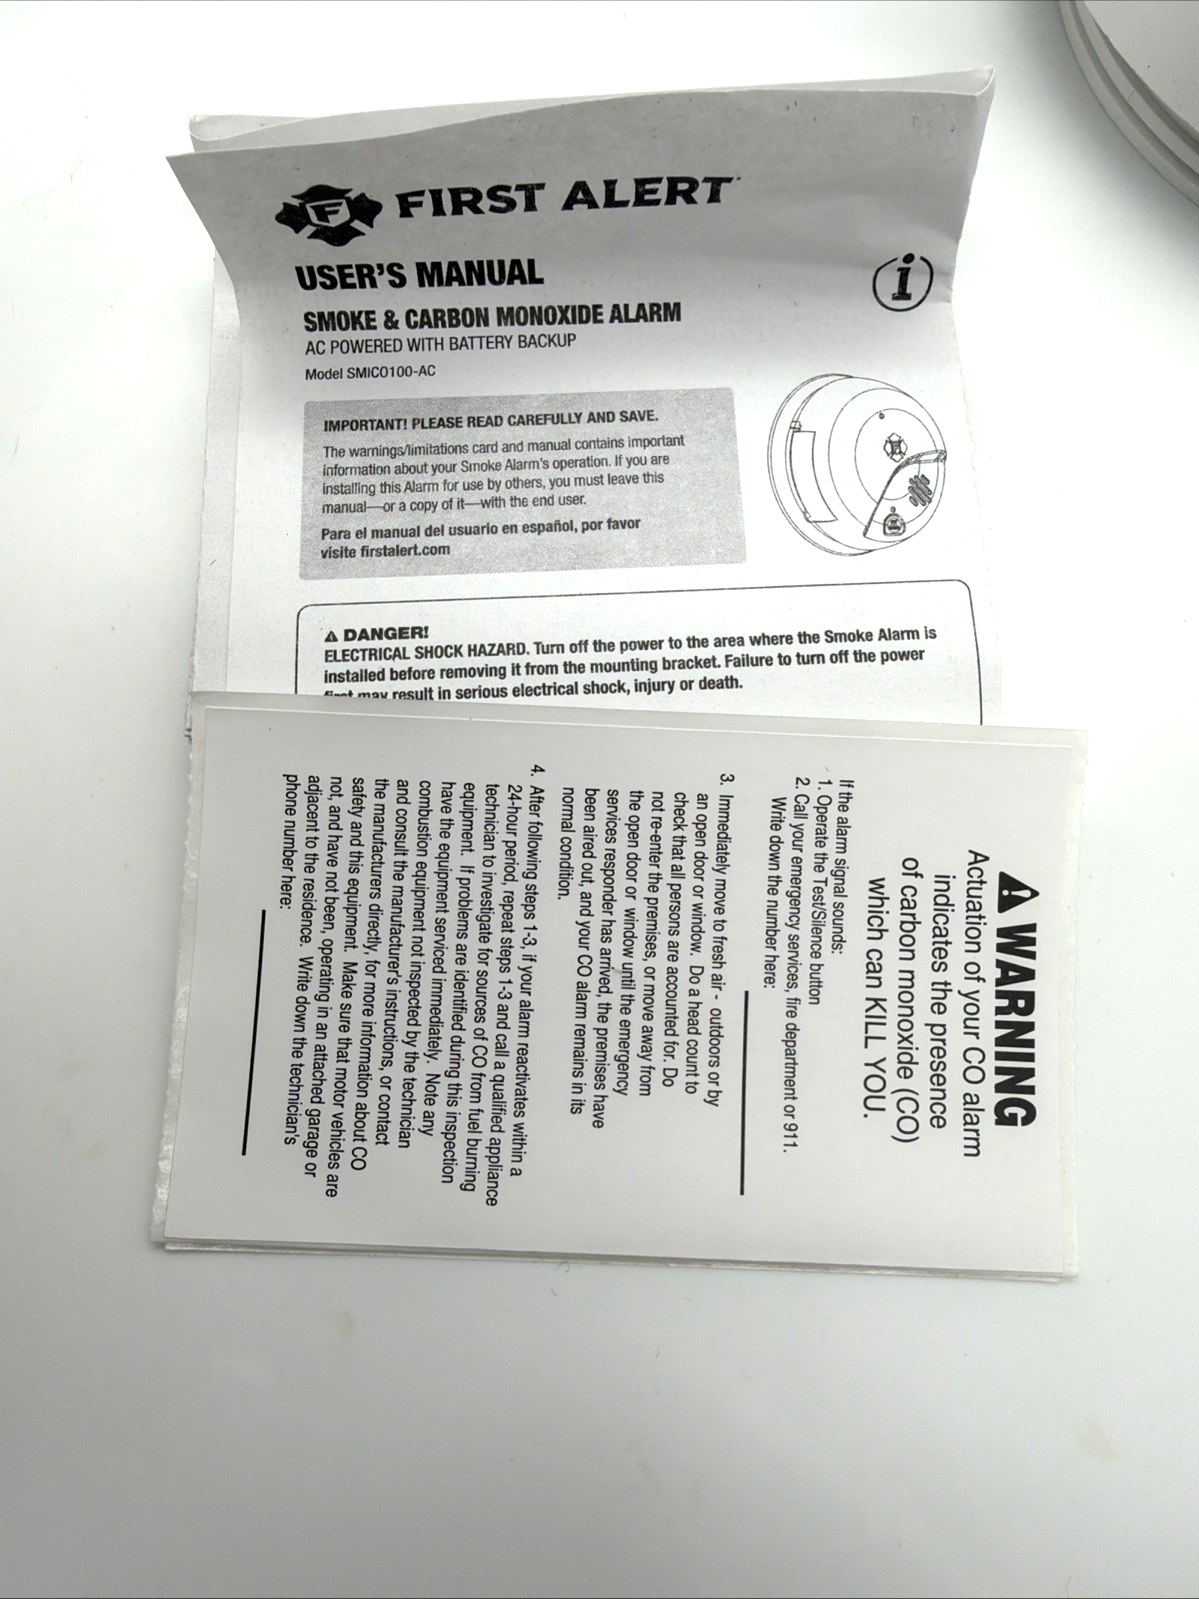 FIRST ALERT
USER'S MANUAL
SMOKE & CARBON MONOXIDE ALARM
AC POWERED WITH BATTERY BACKUP
Model SMICO100-AC
IMPORTANT! PLEASE READ CAREFULLY AND SAVE.
The warnings/limitations card and manual contains important
information about your Smoke Alarm's operation. If you are
installing this Alarm for use by others, you must leave this
manual—or a copy of it—with the end user.
Para el manual del usuario en español, por favor
visite firstalert.com
DANGER!
ELECTRICAL SHOCK HAZARD. Turn off the power to the area where the Smoke Alarm is
installed before removing it from the mounting bracket. Failure to turn off the power
first may result in serious electrical shock, injury or death.
WARNING
Actuation of your CO alarm
indicates the presence
of carbon monoxide (CO)
which can KILL YOU.
If the alarm signal sounds:
1. Operate the Test/Silence button
2. Call your emergency services, fire department or 911.
Write down the number here:
3. Immediately move to fresh air - outdoors or by
an open door or window. Do a head count to
check that all persons are accounted for. Do
not re-enter the premises, or move away from
the open door or window until the emergency
services responder has arrived, the premises have
been aired out, and your CO alarm remains in its
normal condition.
4. After following steps 1-3, if your alarm reactivates within a
24-hour period, repeat steps 1-3 and call a qualified appliance
technician to investigate for sources of CO from fuel burning
equipment. If problems are identified during this inspection
have the equipment serviced immediately. Note any
combustion equipment not inspected by the technician
and consult the manufacturer's instructions, or contact
the manufacturers directly, for more information about CO
safety and this equipment. Make sure that motor vehicles are
not, and have not been, operating in an attached garage or
adjacent to the residence. Write down the technician's
phone number here: